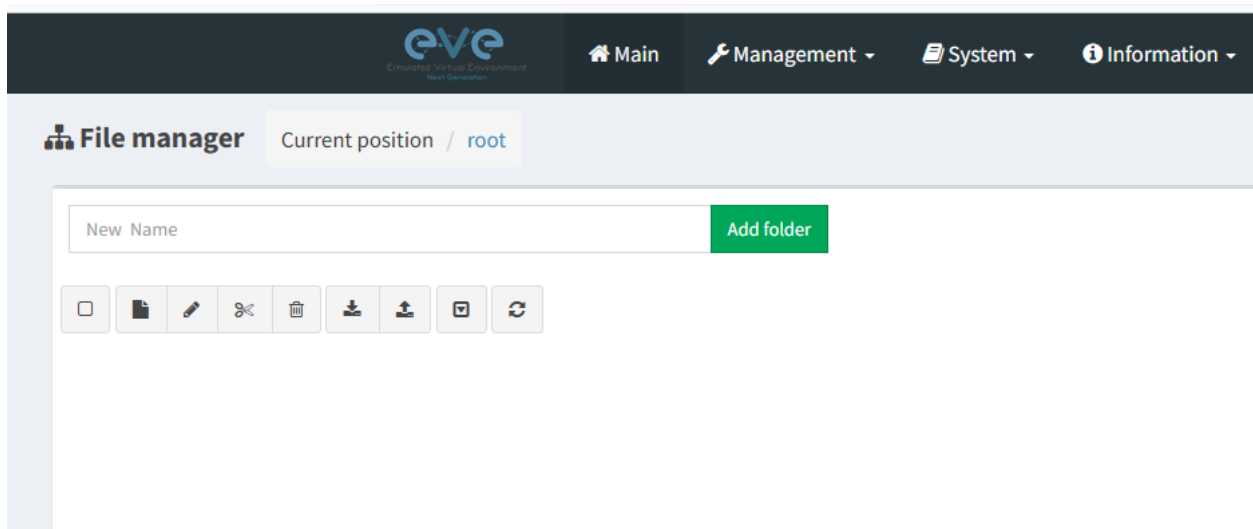 eve
Emulated Virtual Environment
Next Generation
Main
Management
System
Information
File manager
Current position / root
New Name
Add folder